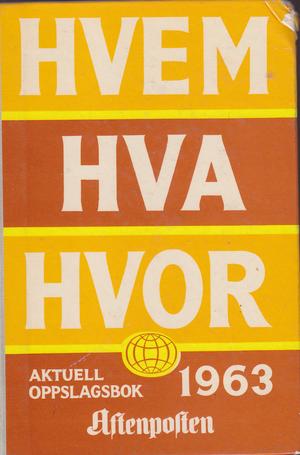 HVEM
HVA
HVOR
AKTUELL
OPPSLAGSBOK 1963
Aftenposten